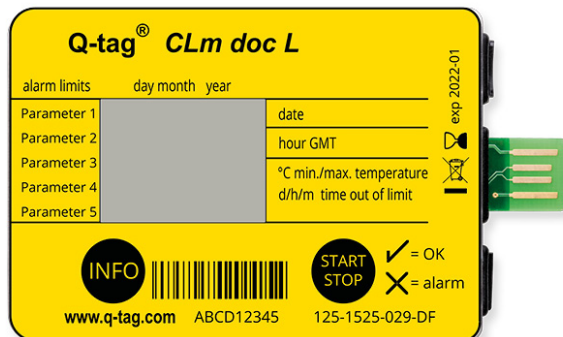 Q-tag® CLm doc L
alarm limits day month year
Parameter 1
Parameter 2
Parameter 3
Parameter 4
Parameter 5
date
hour GMT
°C min./max. temperature
d/h/m time out of limit
exp 2022-01
INFO
START
STOP
= OK
= alarm
www.q-tag.com ABCD12345 125-1525-029-DF